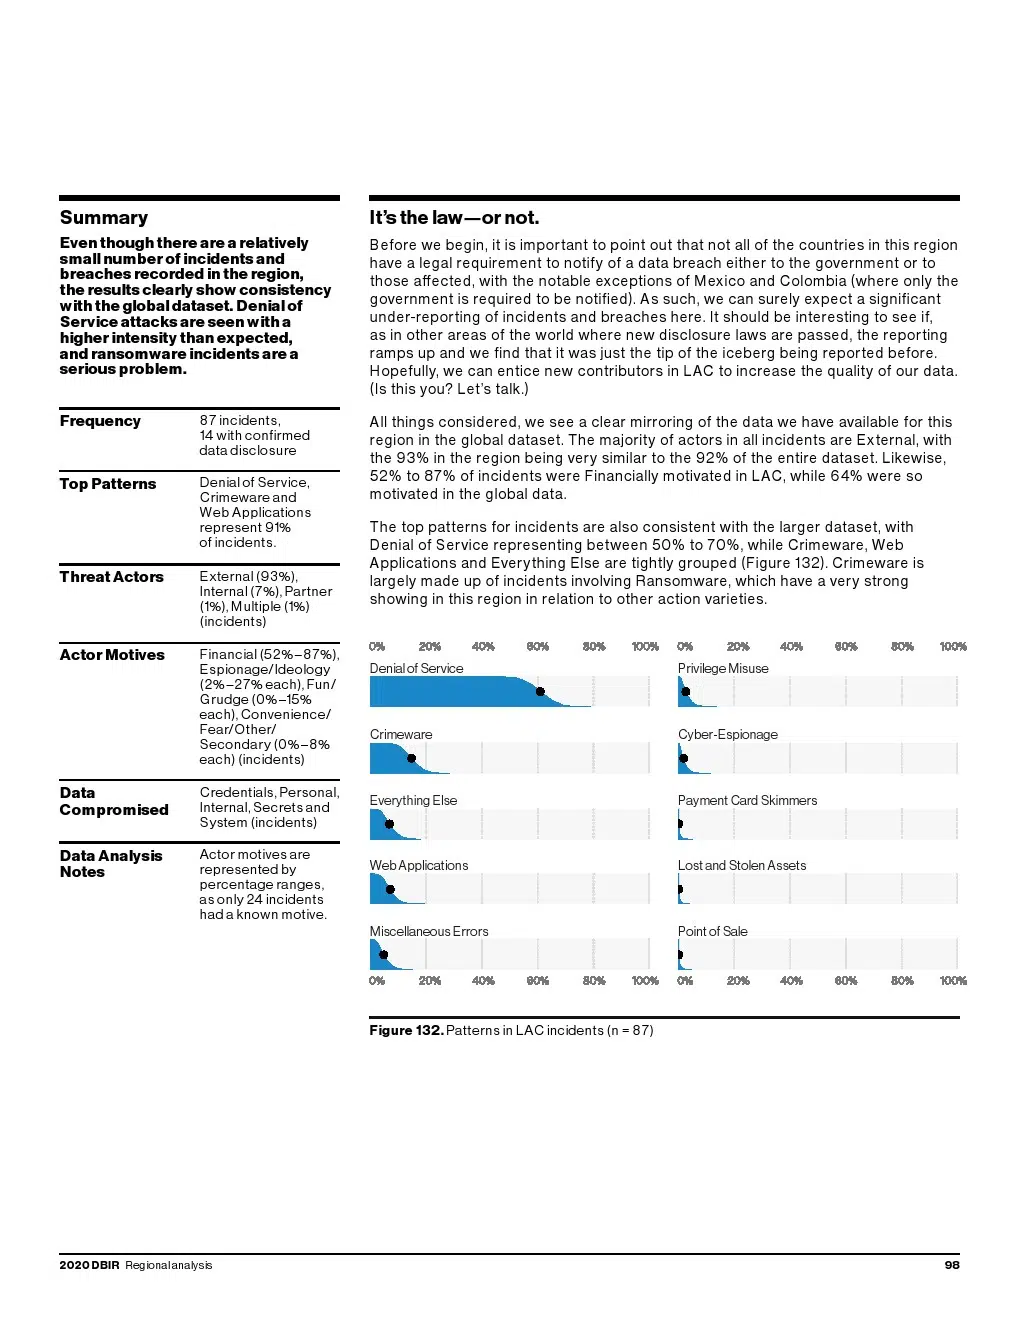 Summary
Even though there are a relatively
small number of incidents and
breaches recorded in the region,
the results clearly show consistency
with the global dataset. Denial of
Service attacks are seen with a
higher intensity than expected,
and ransomware incidents are a
serious problem.
Frequency
87 incidents,
14 with confirmed
data disclosure
Top Patterns
Denial of Service,
Crimeware and
Web Applications
represent 91%
of incidents.
Threat Actors
External (93%),
Internal (7%), Partner
(1%), Multiple (1%)
(incidents)
Actor Motives
Financial (52%–87%),
Espionage/Ideology
(2%–27% each), Fun/
Grudge (0%–15%
each), Convenience/
Fear/Other/
Secondary (0%–8%
each) (incidents)
Data
Compromised
Credentials, Personal,
Internal, Secrets and
System (incidents)
Data Analysis
Notes
Actor motives are
represented by
percentage ranges,
as only 24 incidents
had a known motive.
It's the law—or not.
Before we begin, it is important to point out that not all of the countries in this region
have a legal requirement to notify of a data breach either to the government or to
those affected, with the notable exceptions of Mexico and Colombia (where only the
government is required to be notified). As such, we can surely expect a significant
under-reporting of incidents and breaches here. It should be interesting to see if,
as in other areas of the world where new disclosure laws are passed, the reporting
ramps up and we find that it was just the tip of the iceberg being reported before.
Hopefully, we can entice new contributors in LAC to increase the quality of our data.
(Is this you? Let's talk.)
All things considered, we see a clear mirroring of the data we have available for this
region in the global dataset. The majority of actors in all incidents are External, with
the 93% in the region being very similar to the 92% of the entire dataset. Likewise,
52% to 87% of incidents were Financially motivated in LAC, while 64% were so
motivated in the global data.
The top patterns for incidents are also consistent with the larger dataset, with
Denial of Service representing between 50% to 70%, while Crimeware, Web
Applications and Everything Else are tightly grouped (Figure 132). Crimeware is
largely made up of incidents involving Ransomware, which have a very strong
showing in this region in relation to other action varieties.
0% 20% 40% 60% 80% 100%
Denial of Service
Crimeware
Everything Else
Web Applications
Miscellaneous Errors
0% 20% 40% 60% 80% 100%
0% 20% 40% 60% 80% 100%
Privilege Misuse
Cyber-Espionage
Payment Card Skimmers
Lost and Stolen Assets
Point of Sale
0% 20% 40% 60% 80% 100%
Figure 132. Patterns in LAC incidents (n = 87)
2020 DBIR Regional analysis
98